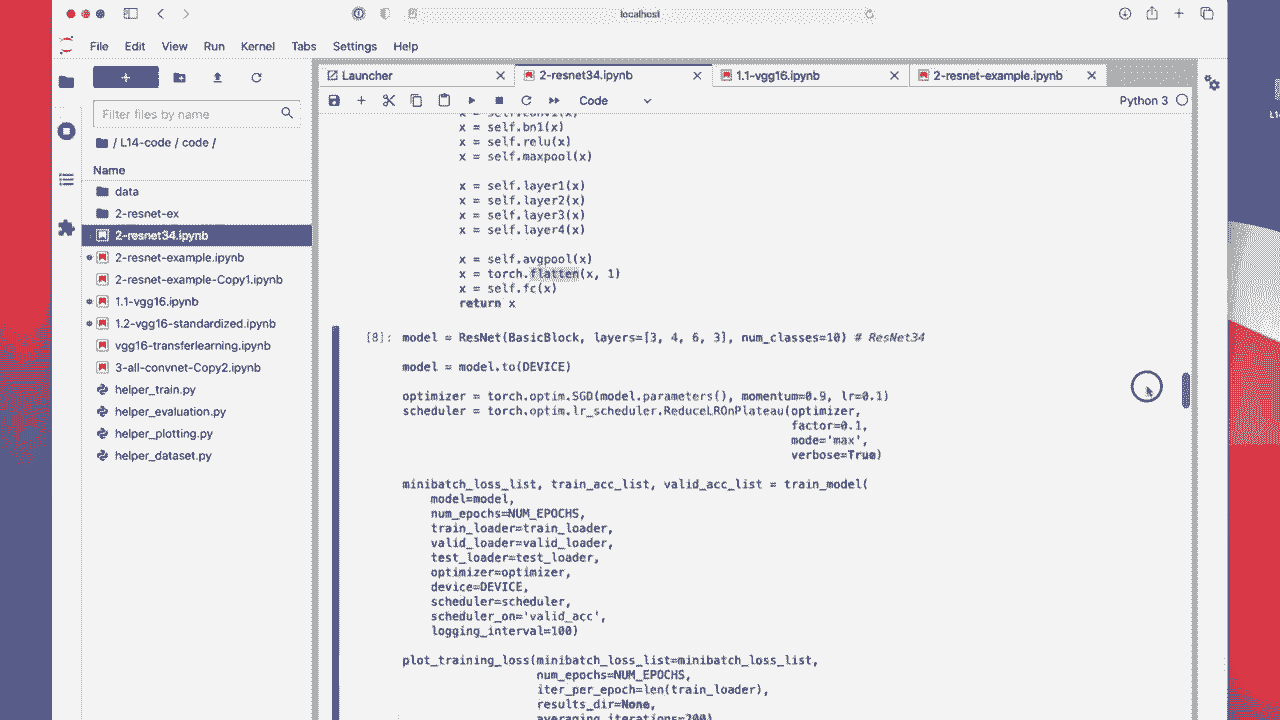 localhost
File Edit View Run Kernel Tabs Settings Help
Launcher
2-resnet34.ipynb
1.1-vgg16.ipynb
2-resnet-example.ipynb
Code
Python 3
Filter files by name
/ L14-code / code /
Name
data
2-resnet-ex
2-resnet34.ipynb
2-resnet-example.ipynb
2-resnet-example-Copy1.ipynb
1.1-vgg16.ipynb
1.2-vgg16-standardized.ipynb
vgg16-transferlearning.ipynb
3-all-convnet-Copy2.ipynb
helper_train.py
helper_evaluation.py
helper_plotting.py
helper_dataset.py
x = self.conv1(x)
x = self.bn1(x)
x = self.relu(x)
x = self.maxpool(x)
x = self.layer1(x)
x = self.layer2(x)
x = self.layer3(x)
x = self.layer4(x)
x = self.avgpool(x)
x = torch.flatten(x, 1)
x = self.fc(x)
return x
[8]: model = ResNet(BasicBlock, layers=[3, 4, 6, 3], num_classes=10) # ResNet34
model = model.to(DEVICE)
optimizer = torch.optim.SGD(model.parameters(), momentum=0.9, lr=0.1)
scheduler = torch.optim.lr_scheduler.ReduceLROnPlateau(optimizer,
factor=0.1,
mode='max',
verbose=True)
minibatch_loss_list, train_acc_list, valid_acc_list = train_model(
model=model,
num_epochs=NUM_EPOCHS,
train_loader=train_loader,
valid_loader=valid_loader,
test_loader=test_loader,
optimizer=optimizer,
device=DEVICE,
scheduler=scheduler,
scheduler_on='valid_acc',
logging_interval=100)
plot_training_loss(minibatch_loss_list=minibatch_loss_list,
num_epochs=NUM_EPOCHS,
iter_per_epoch=len(train_loader),
results_dir=None,
averaging_iterations=200)